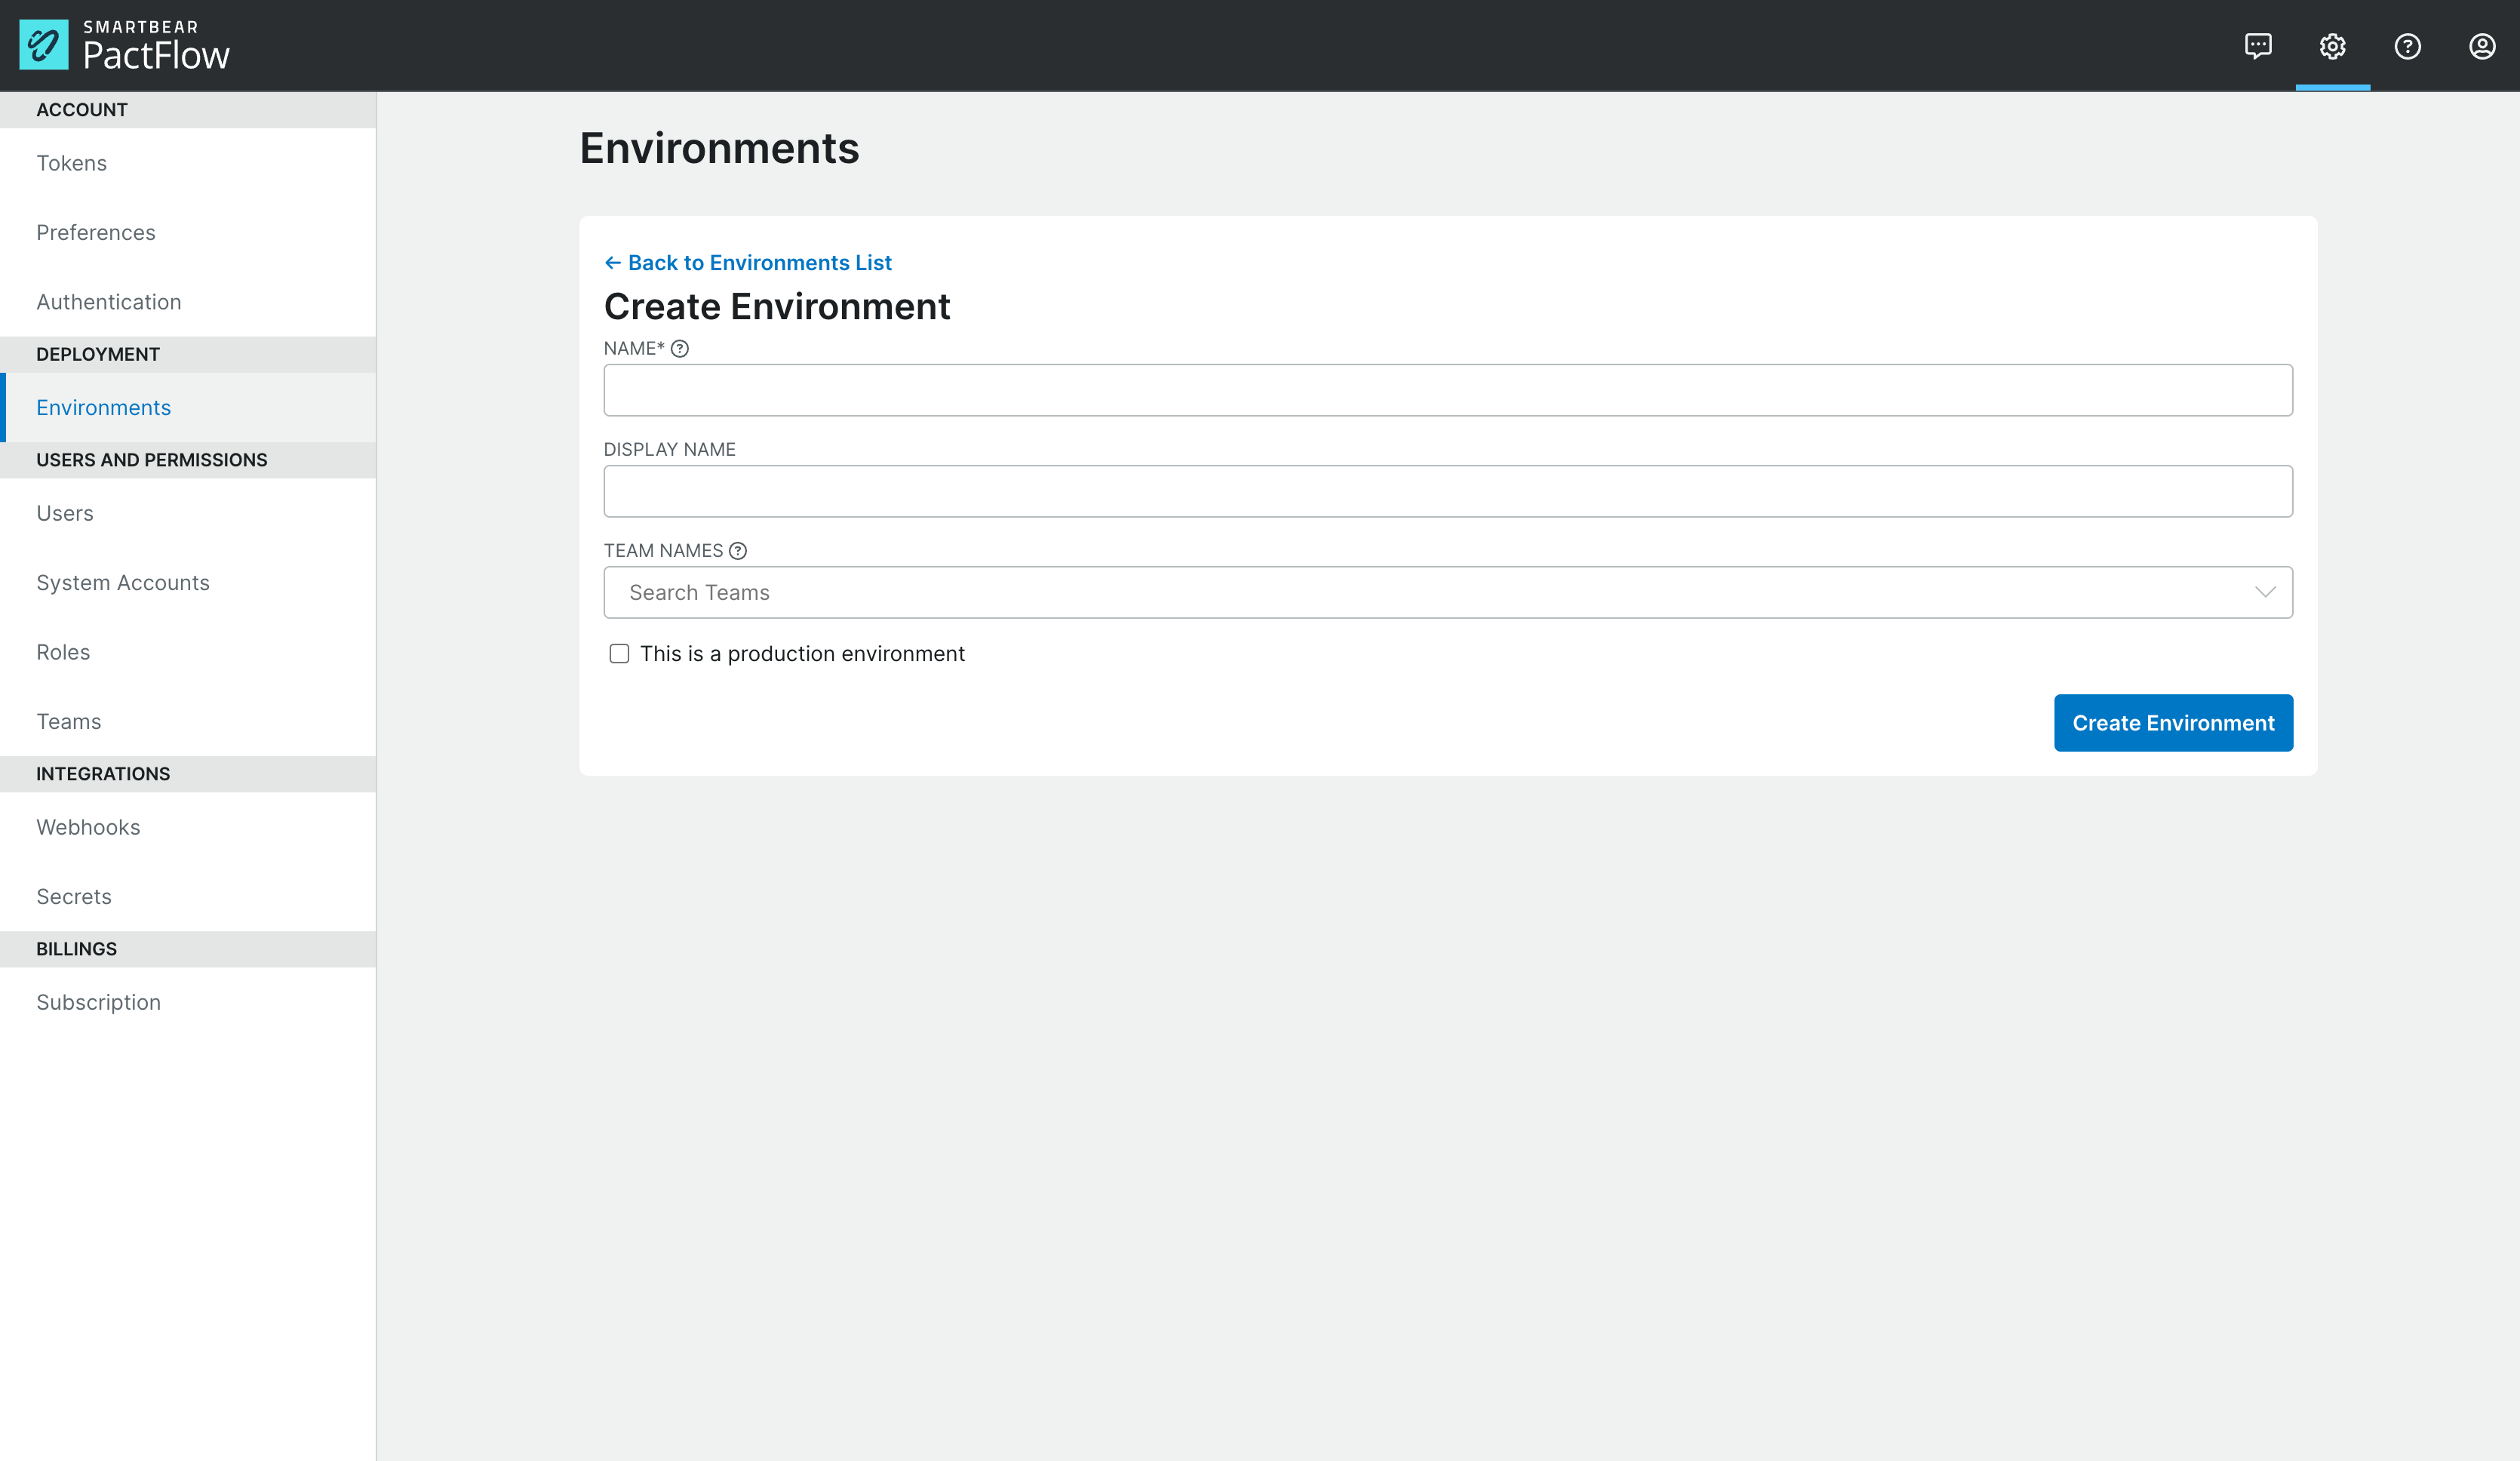 SMARTBEAR
PactFlow
ACCOUNT
Tokens
Preferences
Authentication
DEPLOYMENT
Environments
USERS AND PERMISSIONS
Users
System Accounts
Roles
Teams
INTEGRATIONS
Webhooks
Secrets
BILLINGS
Subscription
Environments
← Back to Environments List
Create Environment
NAME*
DISPLAY NAME
TEAM NAMES
Search Teams
This is a production environment
Create Environment